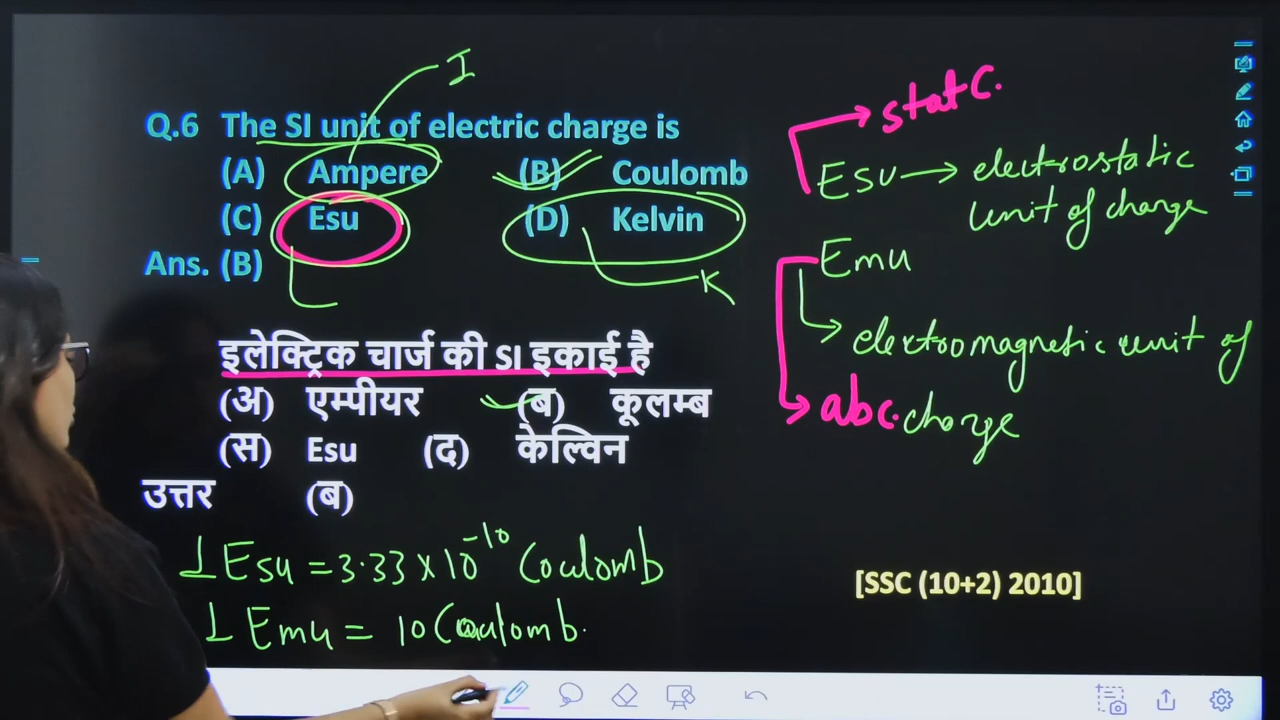 I
Q.6 The SI unit of electric charge is
(A) Ampere (B) Coulomb
(C) Esu (D) Kelvin
Ans. (B)
K
इलेक्ट्रिक चार्ज की SI इकाई है
(अ) एम्पीयर (ब) कूलम्ब
(स) Esu (द) केल्विन
उत्तर (ब)
1 Esu = 3.33 × 10⁻¹⁰ Coulomb
1 Emu = 10 Coulomb.
statC.
Esu → electrostatic
unit of charge
Emu
→ electromagnetic unit of
abc. charge
[SSC (10+2) 2010]